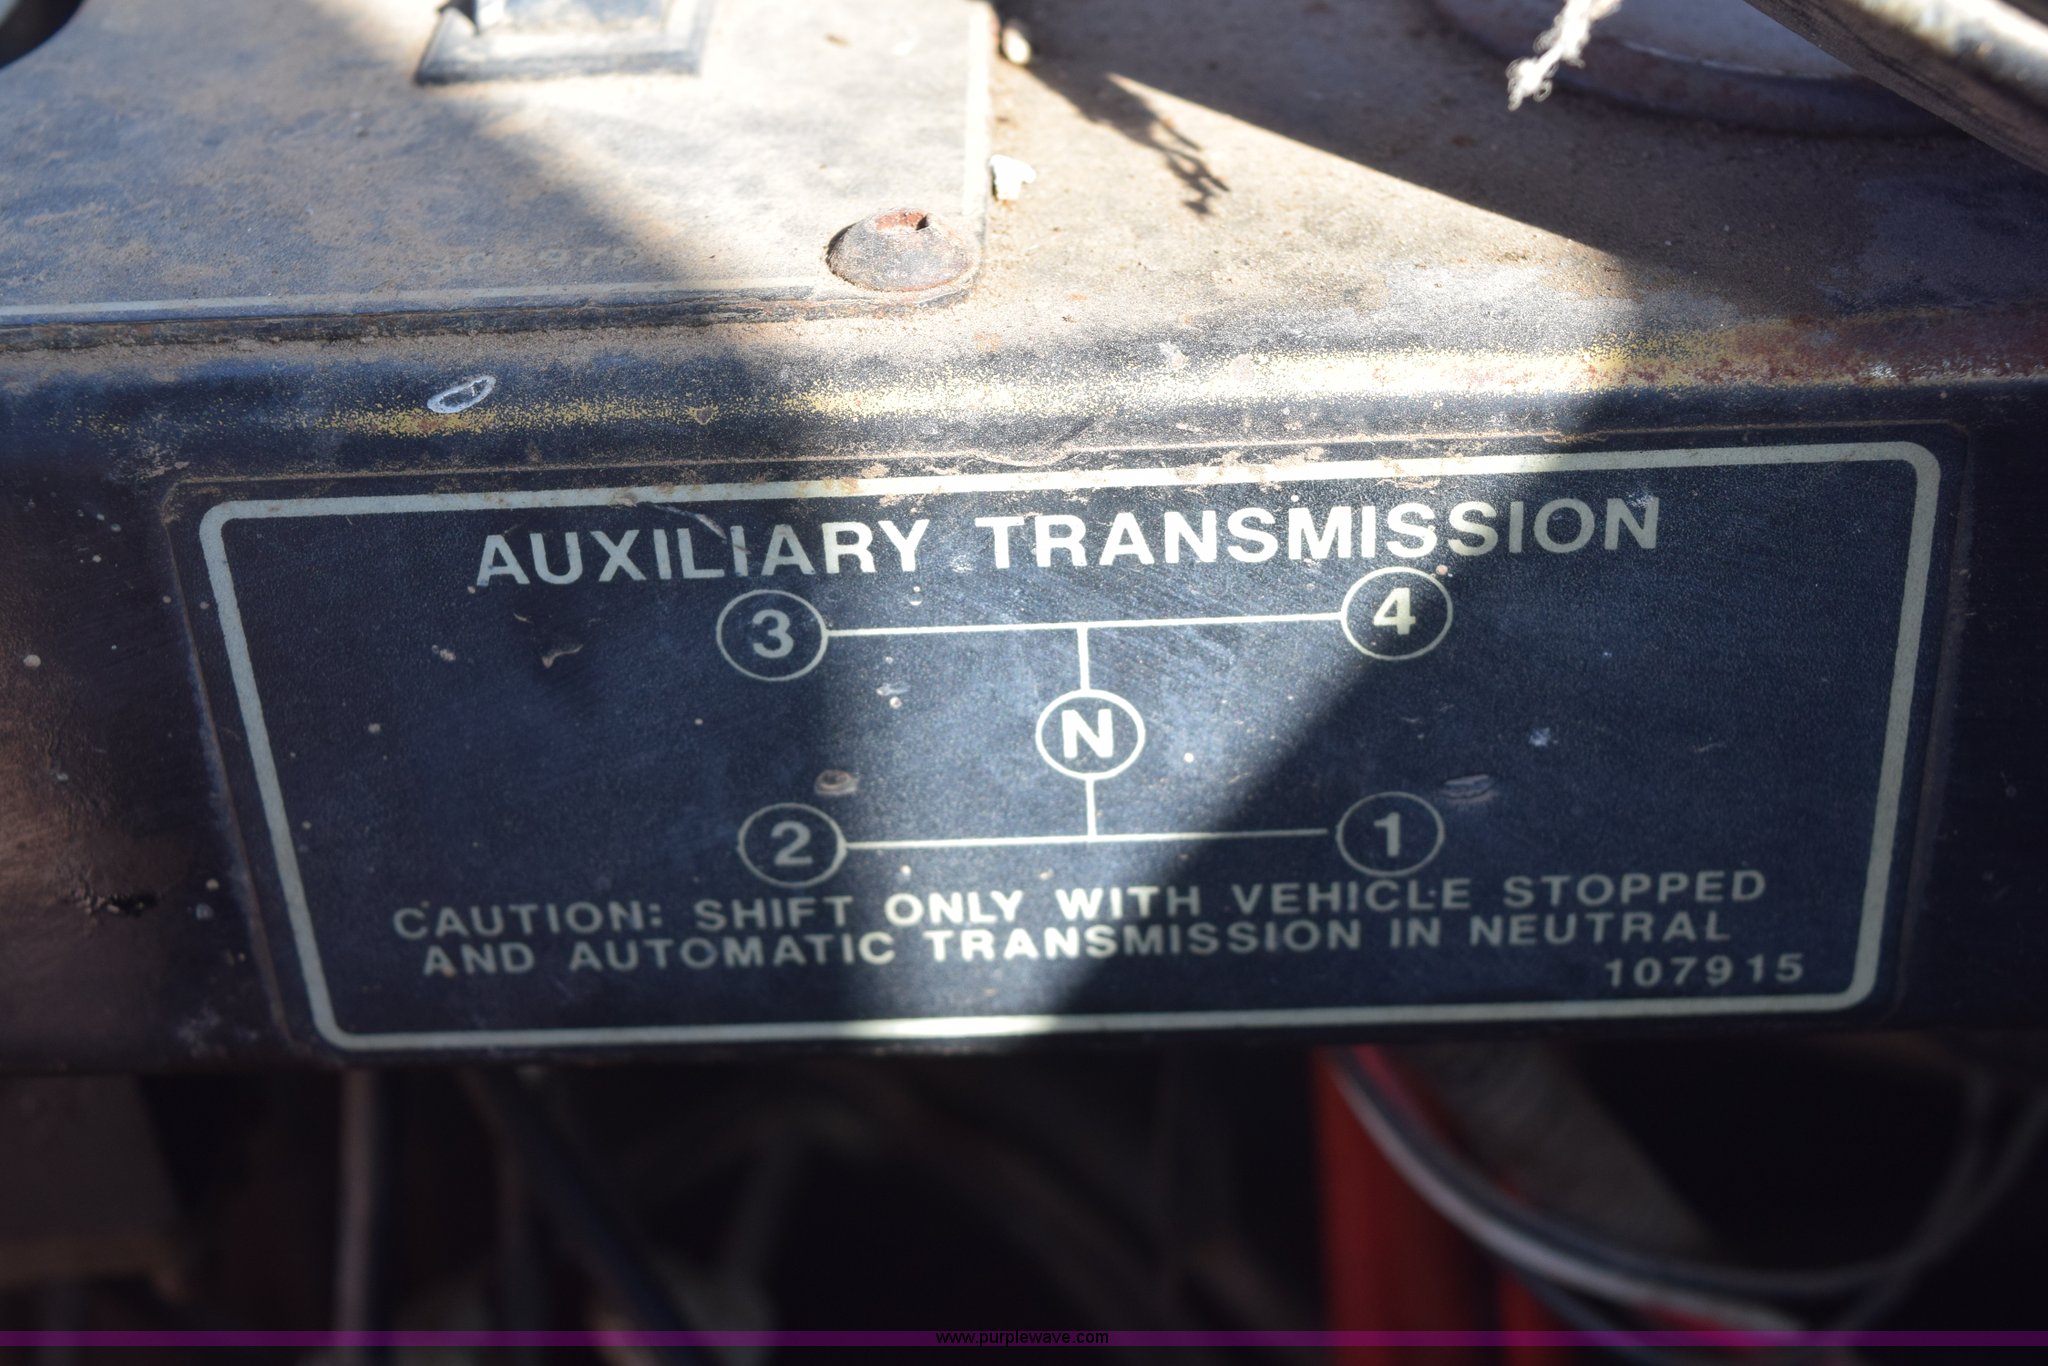 AUXILIARY TRANSMISSION
3 4
N
2 1
CAUTION: SHIFT ONLY WITH VEHICLE STOPPED
AND AUTOMATIC TRANSMISSION IN NEUTRAL
107915
www.purplewave.com